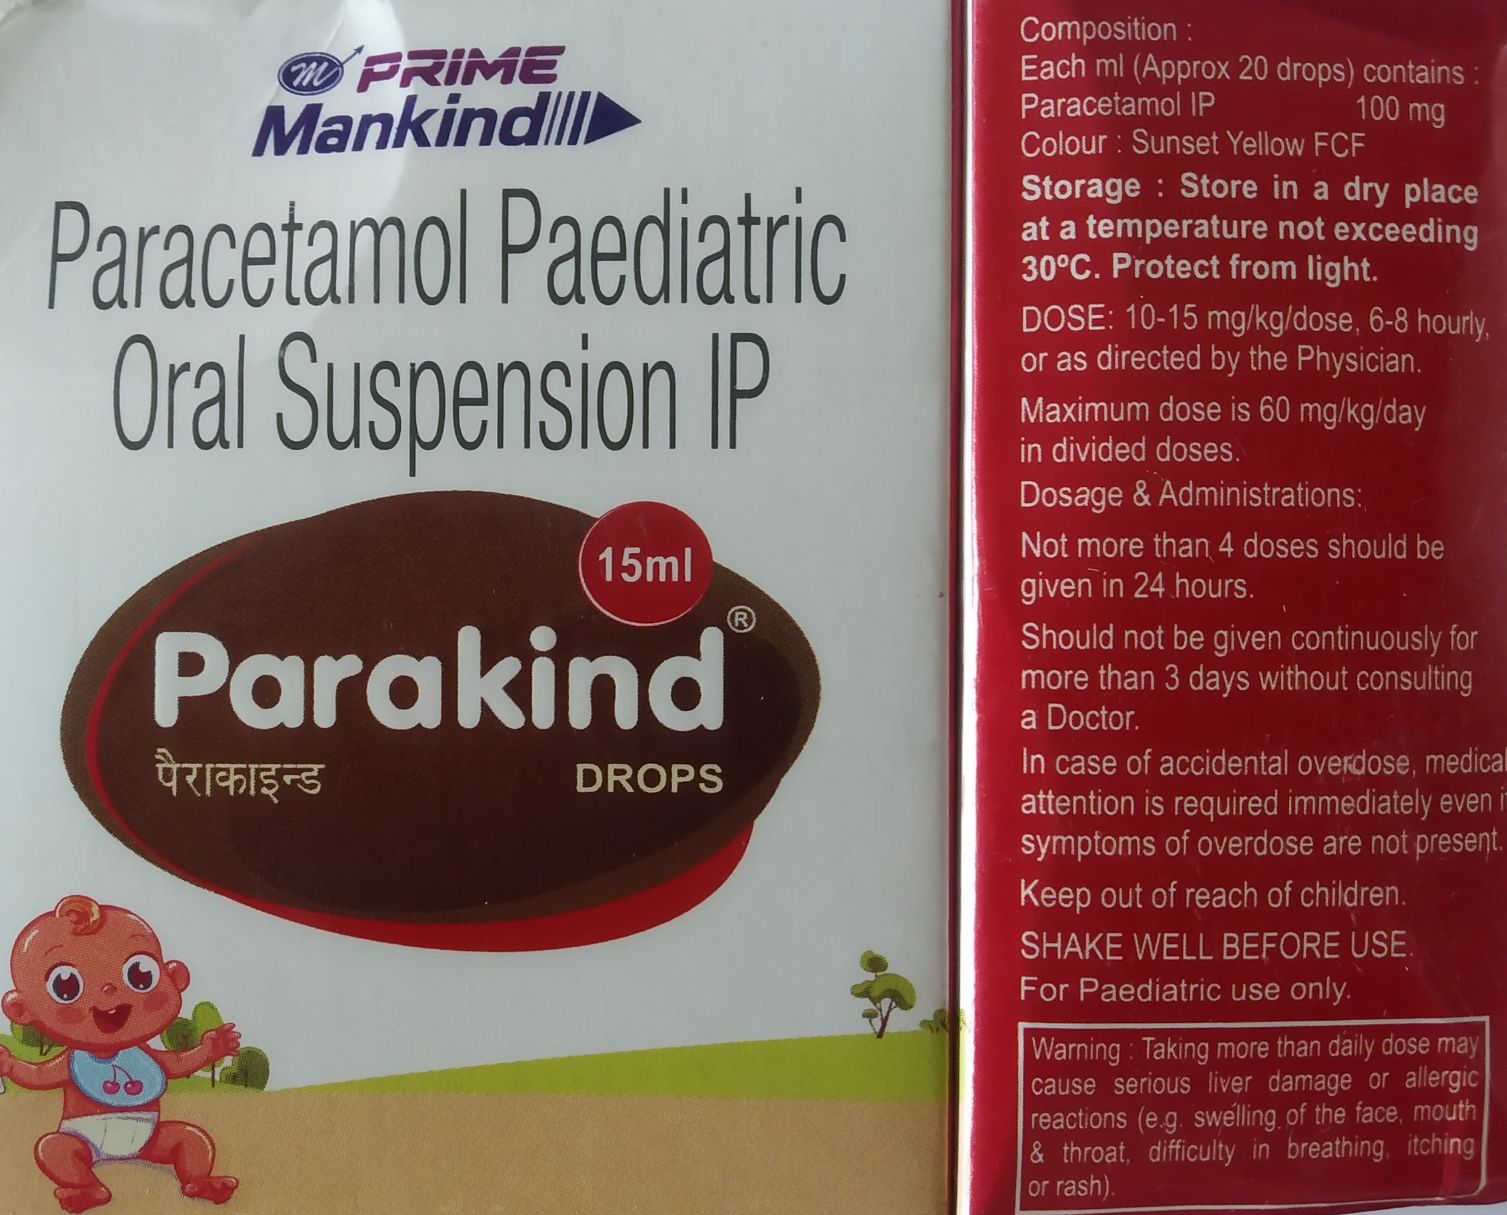 PRIME
Mankind
Paracetamol Paediatric
Oral Suspension IP
15ml
Parakind®
पैराकाइन्ड DROPS
Composition :
Each ml (Approx 20 drops) contains :
Paracetamol IP 100 mg
Colour : Sunset Yellow FCF
Storage : Store in a dry place
at a temperature not exceeding
30°C. Protect from light.
DOSE: 10-15 mg/kg/dose, 6-8 hourly,
or as directed by the Physician.
Maximum dose is 60 mg/kg/day
in divided doses.
Dosage & Administrations:
Not more than 4 doses should be
given in 24 hours.
Should not be given continuously for
more than 3 days without consulting
a Doctor.
In case of accidental overdose, medical
attention is required immediately even
symptoms of overdose are not present.
Keep out of reach of children.
SHAKE WELL BEFORE USE.
For Paediatric use only.
Warning : Taking more than daily dose may
cause serious liver damage or allergic
reactions (e.g. swelling of the face, mouth
& throat, difficulty in breathing, itching
or rash).